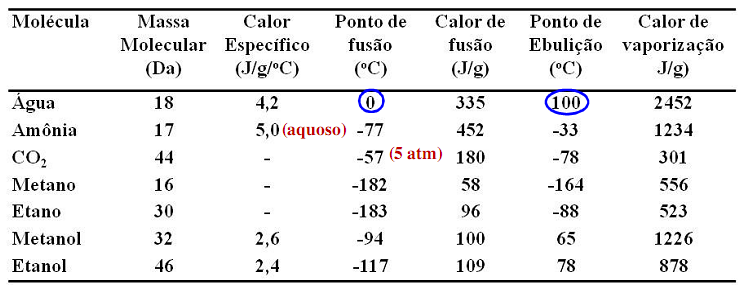 Molécula Massa Calor Ponto de Calor de Ponto de Calor de
Molecular Específico fusão fusão Ebulição vaporização
(Da) (J/g/ºC) (ºC) (J/g) (ºC) J/g)
Água 18 4,2 0 335 100 2452
Amônia 17 5,0 (aquoso) -77 452 -33 1234
CO₂ 44 - -57 (5 atm) 180 -78 301
Metano 16 - -182 58 -164 556
Etano 30 - -183 96 -88 523
Metanol 32 2,6 -94 100 65 1226
Etanol 46 2,4 -117 109 78 878